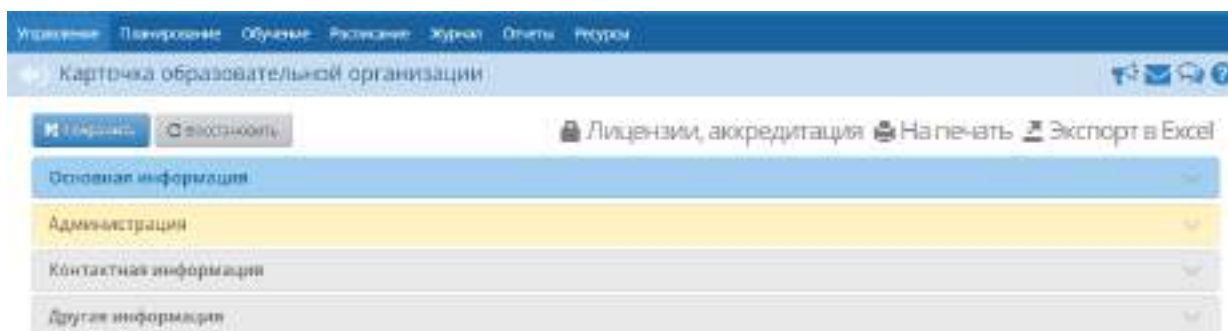 Управление Планирование Обучение Расписание Журнал Отчеты Ресурсы
Карточка образовательной организации
Сохранить Восстановить Лицензии, аккредитация На печать Экспорт в Excel
Основная информация
Администрация
Контактная информация
Другая информация